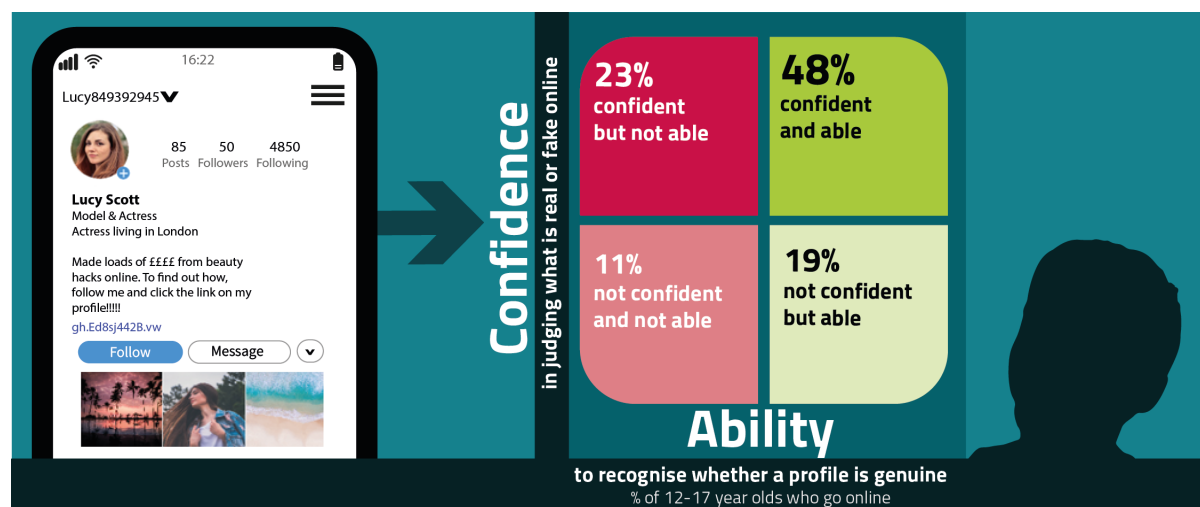 16:22
Lucy849392945
85 50 4850
Posts Followers Following
Lucy Scott
Model & Actress
Actress living in London
Made loads of ££££ from beauty
hacks online. To find out how,
follow me and click the link on my
profile!!!!!
gh.Ed8sj442B.vw
Follow Message
Confidence
in judging what is real or fake online
23%
confident
but not able
48%
confident
and able
11%
not confident
and not able
19%
not confident
but able
Ability
to recognise whether a profile is genuine
% of 12-17 year olds who go online